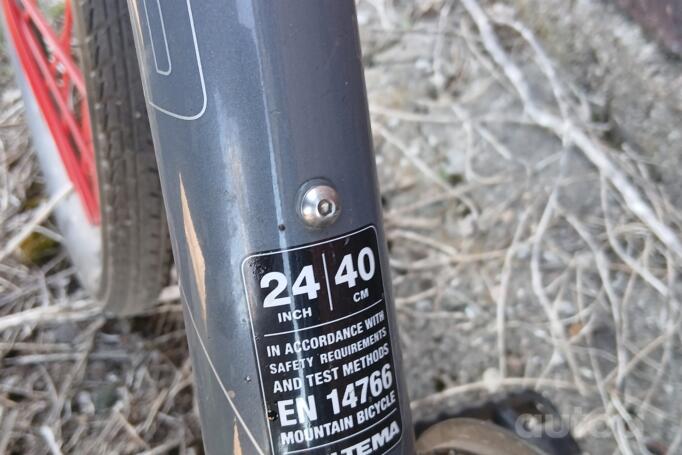 24 | 40
INCH CM
IN ACCORDANCE WITH
SAFETY REQUIREMENTS
AND TEST METHODS
EN 14766
MOUNTAIN BICYCLE